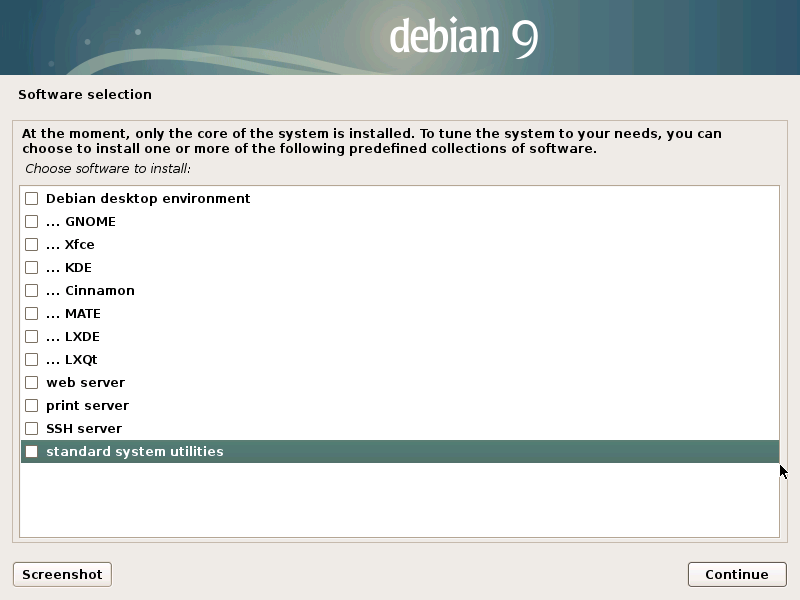 debian 9
Software selection
At the moment, only the core of the system is installed. To tune the system to your needs, you can
choose to install one or more of the following predefined collections of software.
Choose software to install:
Debian desktop environment
... GNOME
... Xfce
... KDE
... Cinnamon
... MATE
... LXDE
... LXQt
web server
print server
SSH server
standard system utilities
Screenshot
Continue